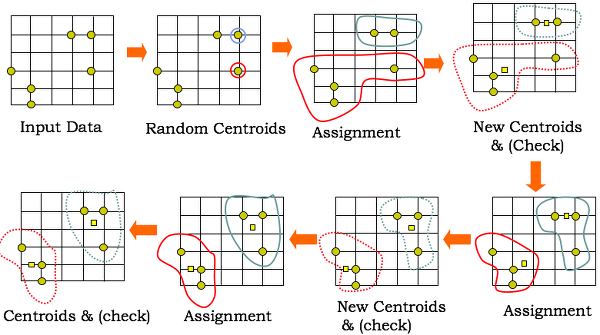 Input Data
Random Centroids
Assignment
New Centroids
& (Check)
Assignment
New Centroids
& (check)
Assignment
Centroids & (check)